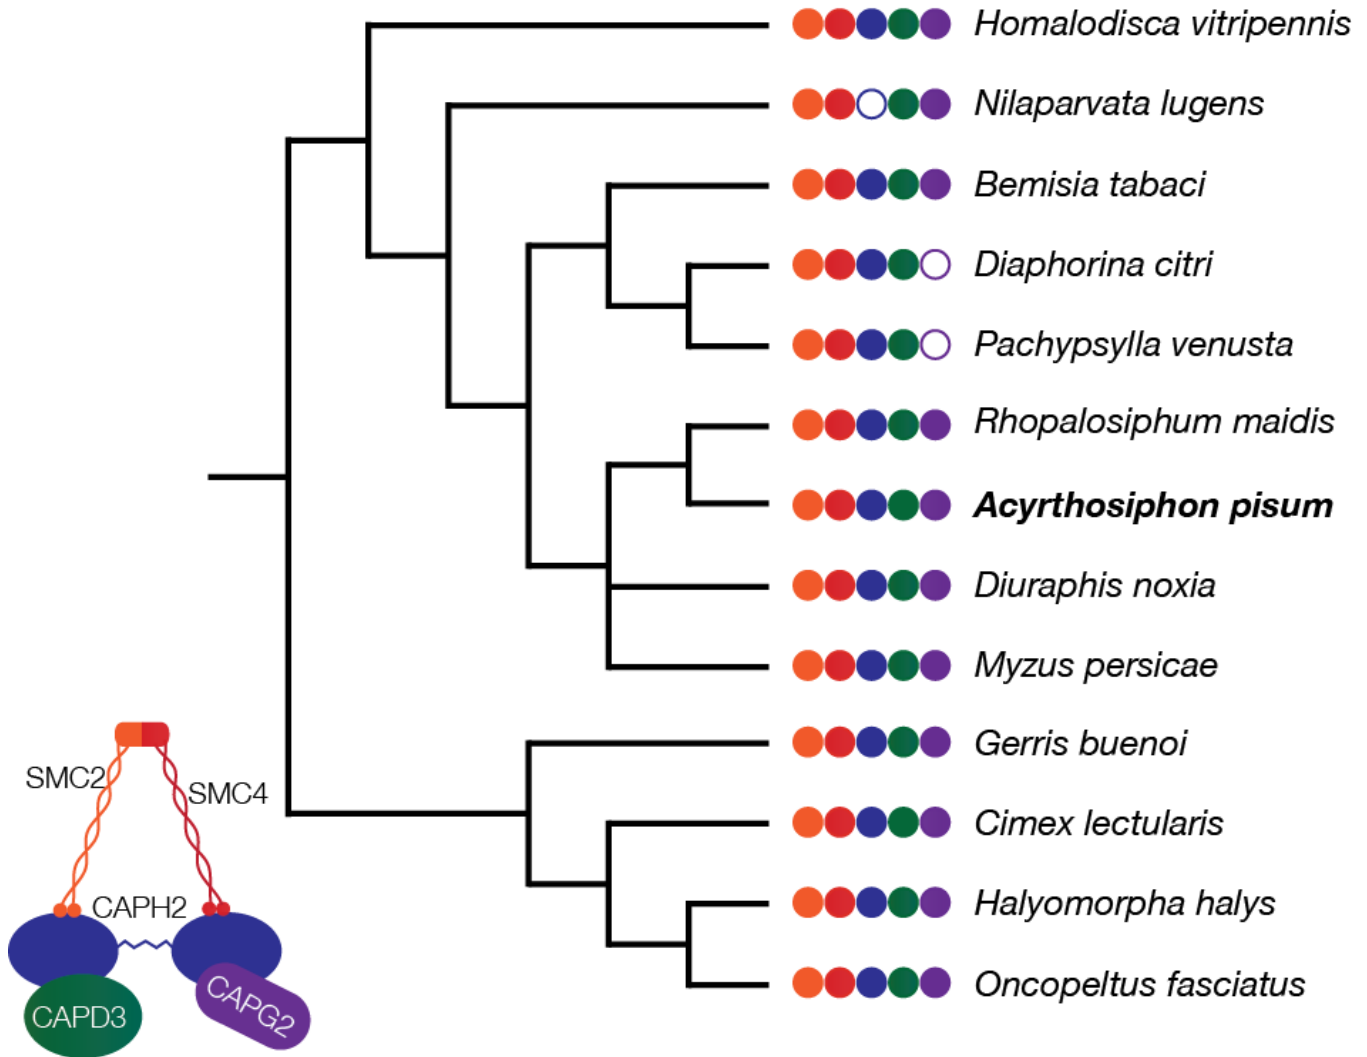 Homalodisca vitripennis
Nilaparvata lugens
Bemisia tabaci
Diaphorina citri
Pachypsylla venusta
Rhopalosiphum maidis
Acyrthosiphon pisum
Diuraphis noxia
Myzus persicae
Gerris buenoi
Cimex lectularis
Halyomorpha halys
Oncopeltus fasciatus
SMC2
SMC4
CAPH2
CAPD3
CAPG2